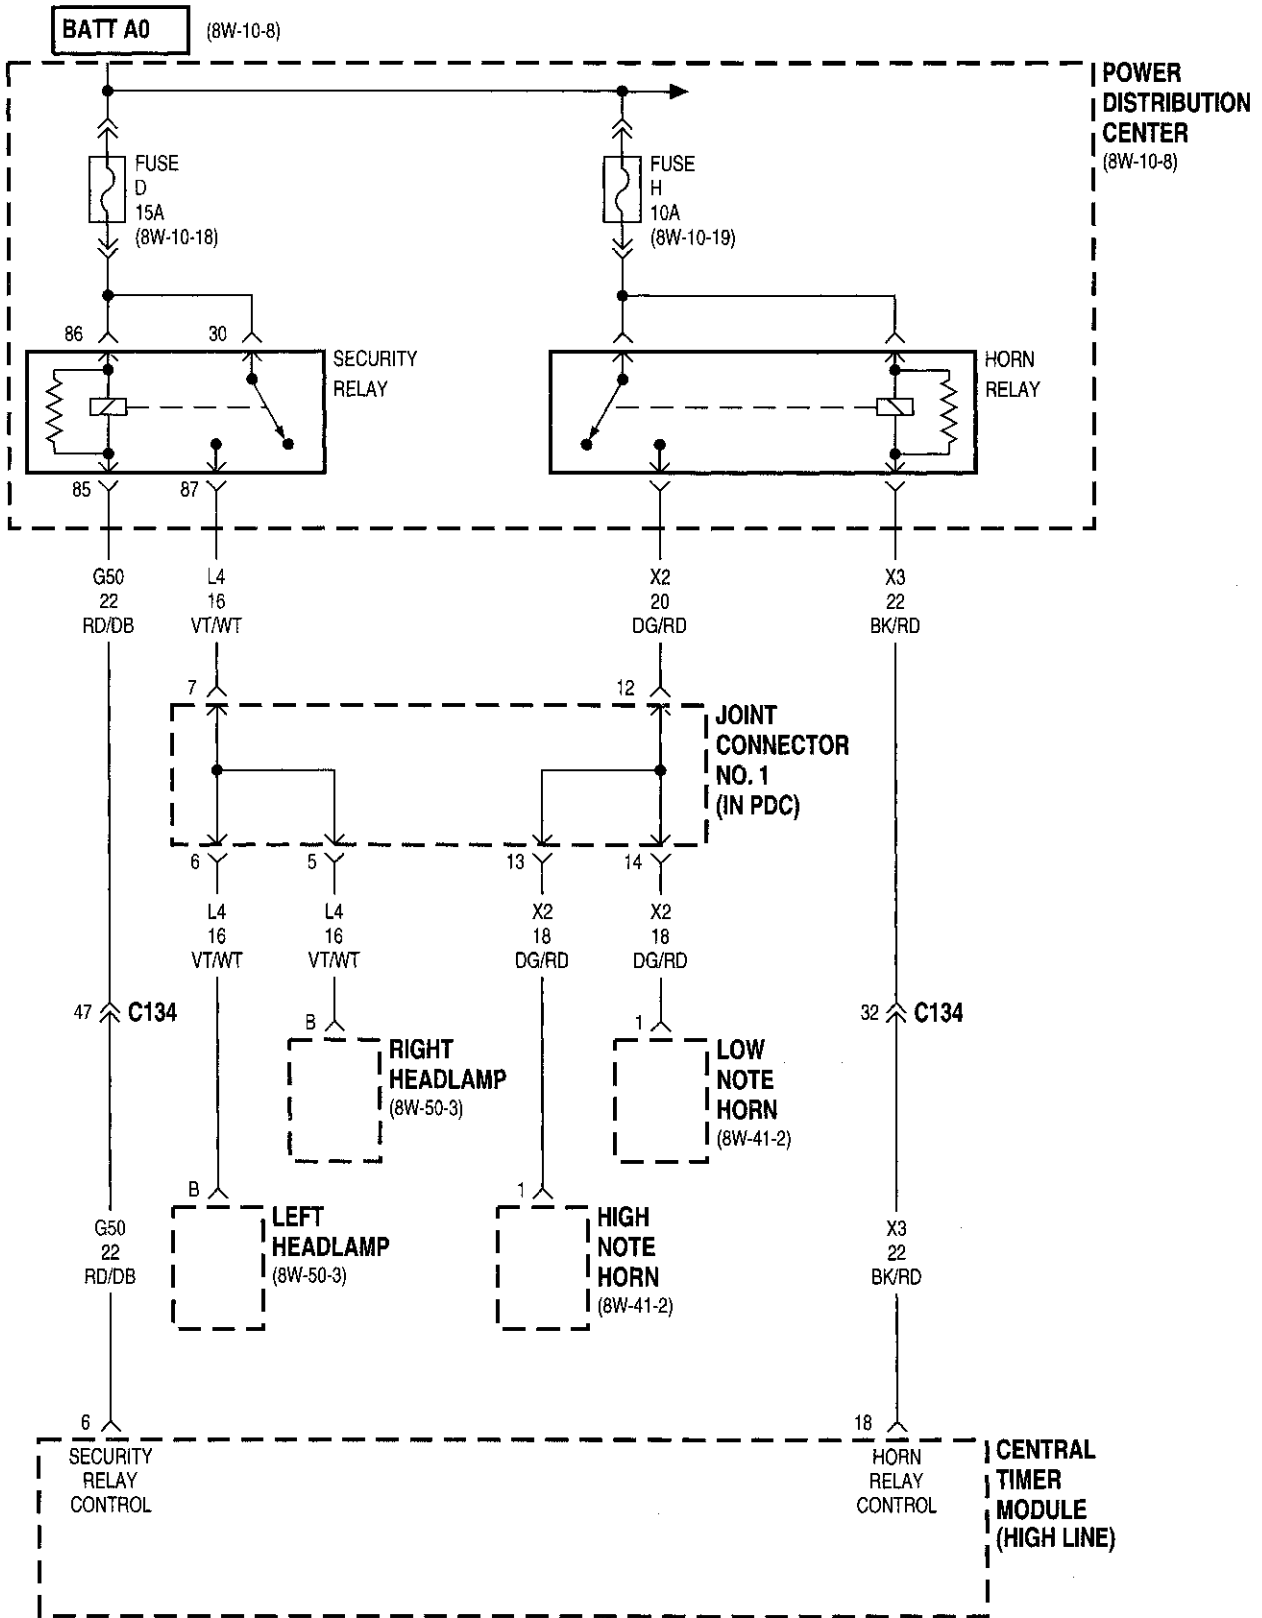 BATT A0 (8W-10-8)
POWER
DISTRIBUTION
CENTER
(8W-10-8)
FUSE
D
15A
(8W-10-18)
FUSE
H
10A
(8W-10-19)
86
30
SECURITY
RELAY
HORN
RELAY
85
87
G50
22
RD/DB
L4
16
VT/WT
X2
20
DG/RD
X3
22
BK/RD
7
12
JOINT
CONNECTOR
NO. 1
(IN PDC)
6
5
13
14
L4
16
VT/WT
L4
16
VT/WT
X2
18
DG/RD
X2
18
DG/RD
47
C134
32
C134
B
RIGHT
HEADLAMP
(8W-50-3)
1
LOW
NOTE
HORN
(8W-41-2)
B
LEFT
HEADLAMP
(8W-50-3)
1
HIGH
NOTE
HORN
(8W-41-2)
G50
22
RD/DB
X3
22
BK/RD
6
18
SECURITY
RELAY
CONTROL
HORN
RELAY
CONTROL
CENTRAL
TIMER
MODULE
(HIGH LINE)